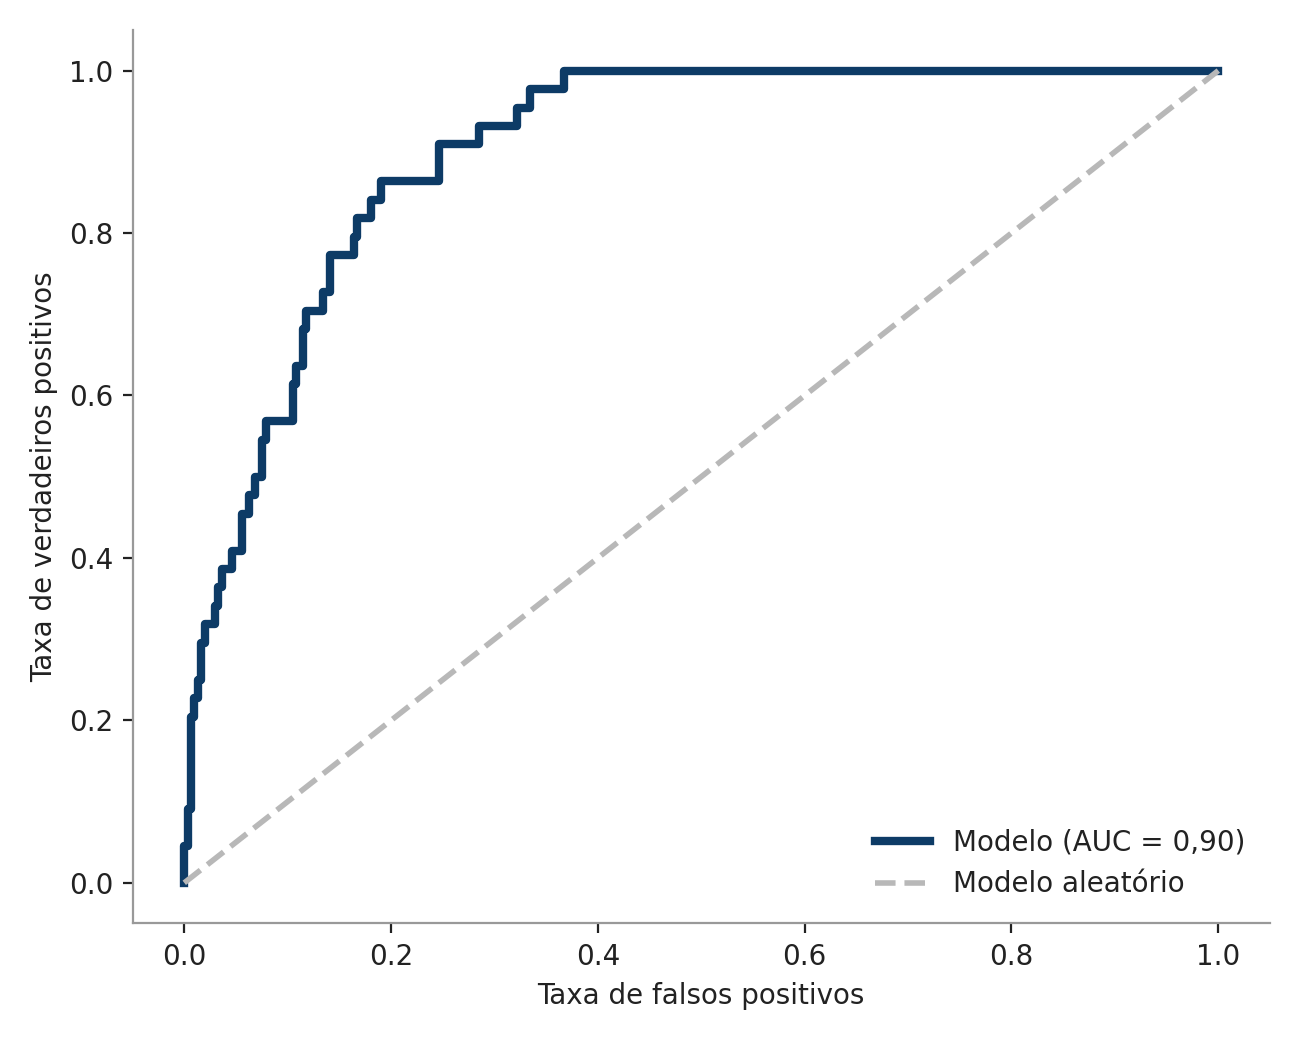 Taxa de verdadeiros positivos
1.0
0.8
0.6
0.4
0.2
0.0
Modelo (AUC = 0,90)
Modelo aleatório
0.0 0.2 0.4 0.6 0.8 1.0
Taxa de falsos positivos